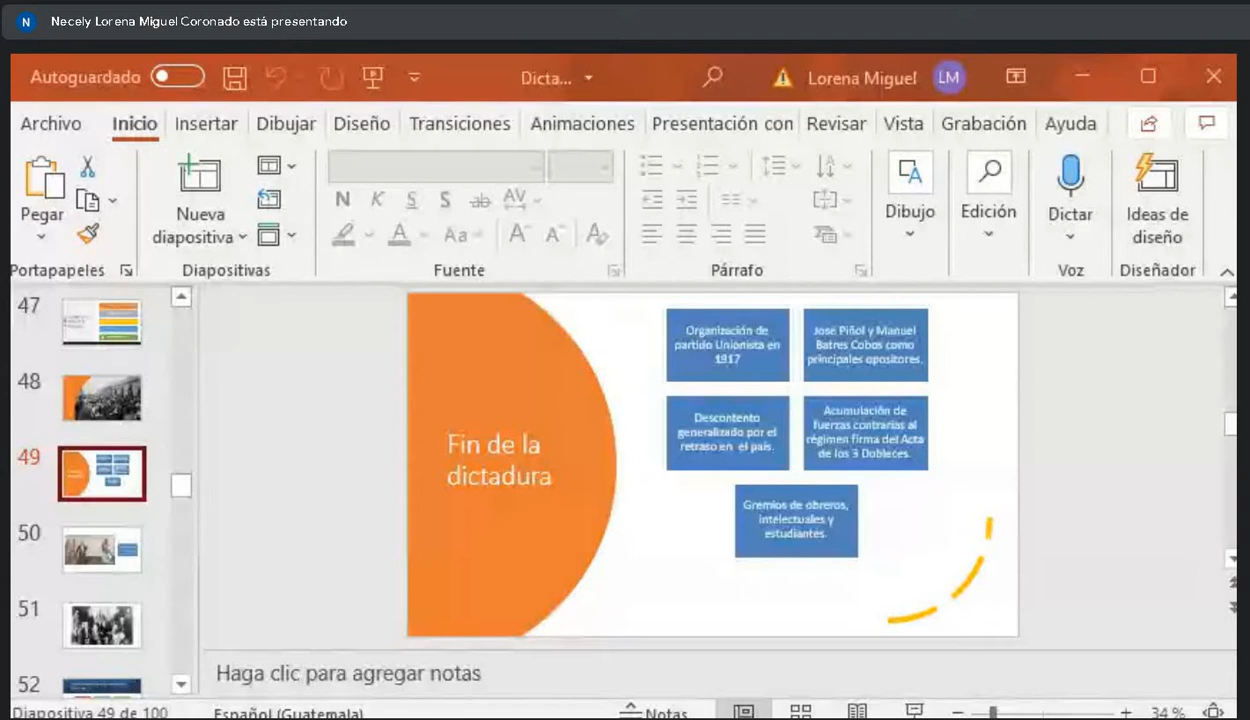 N Necely Lorena Miguel Coronado está presentando
Autoguardado Dicta... Lorena Miguel LM
Archivo Inicio Insertar Dibujar Diseño Transiciones Animaciones Presentación con Revisar Vista Grabación Ayuda
Pegar
Nueva
diapositiva
N K S S ab AV
A Aa A A A
Dibujo
Edición
Dictar
Ideas de
diseño
Portapapeles Diapositivas Fuente Párrafo Voz Diseñador
47
48
49
50
51
52
Fin de la
dictadura
Organización de
partido Unionista en
1917
José Piñol y Manuel
Batres Cobos como
principales opositores.
Descontento
generalizado por el
retraso en el país.
Acumulación de
fuerzas contrarias al
régimen firma del Acta
de los 3 Dobleces.
Gremios de obreros,
intelectuales y
estudiantes.
Haga clic para agregar notas
Diapositiva 49 de 100 Español (Guatemala) Notas 34 %